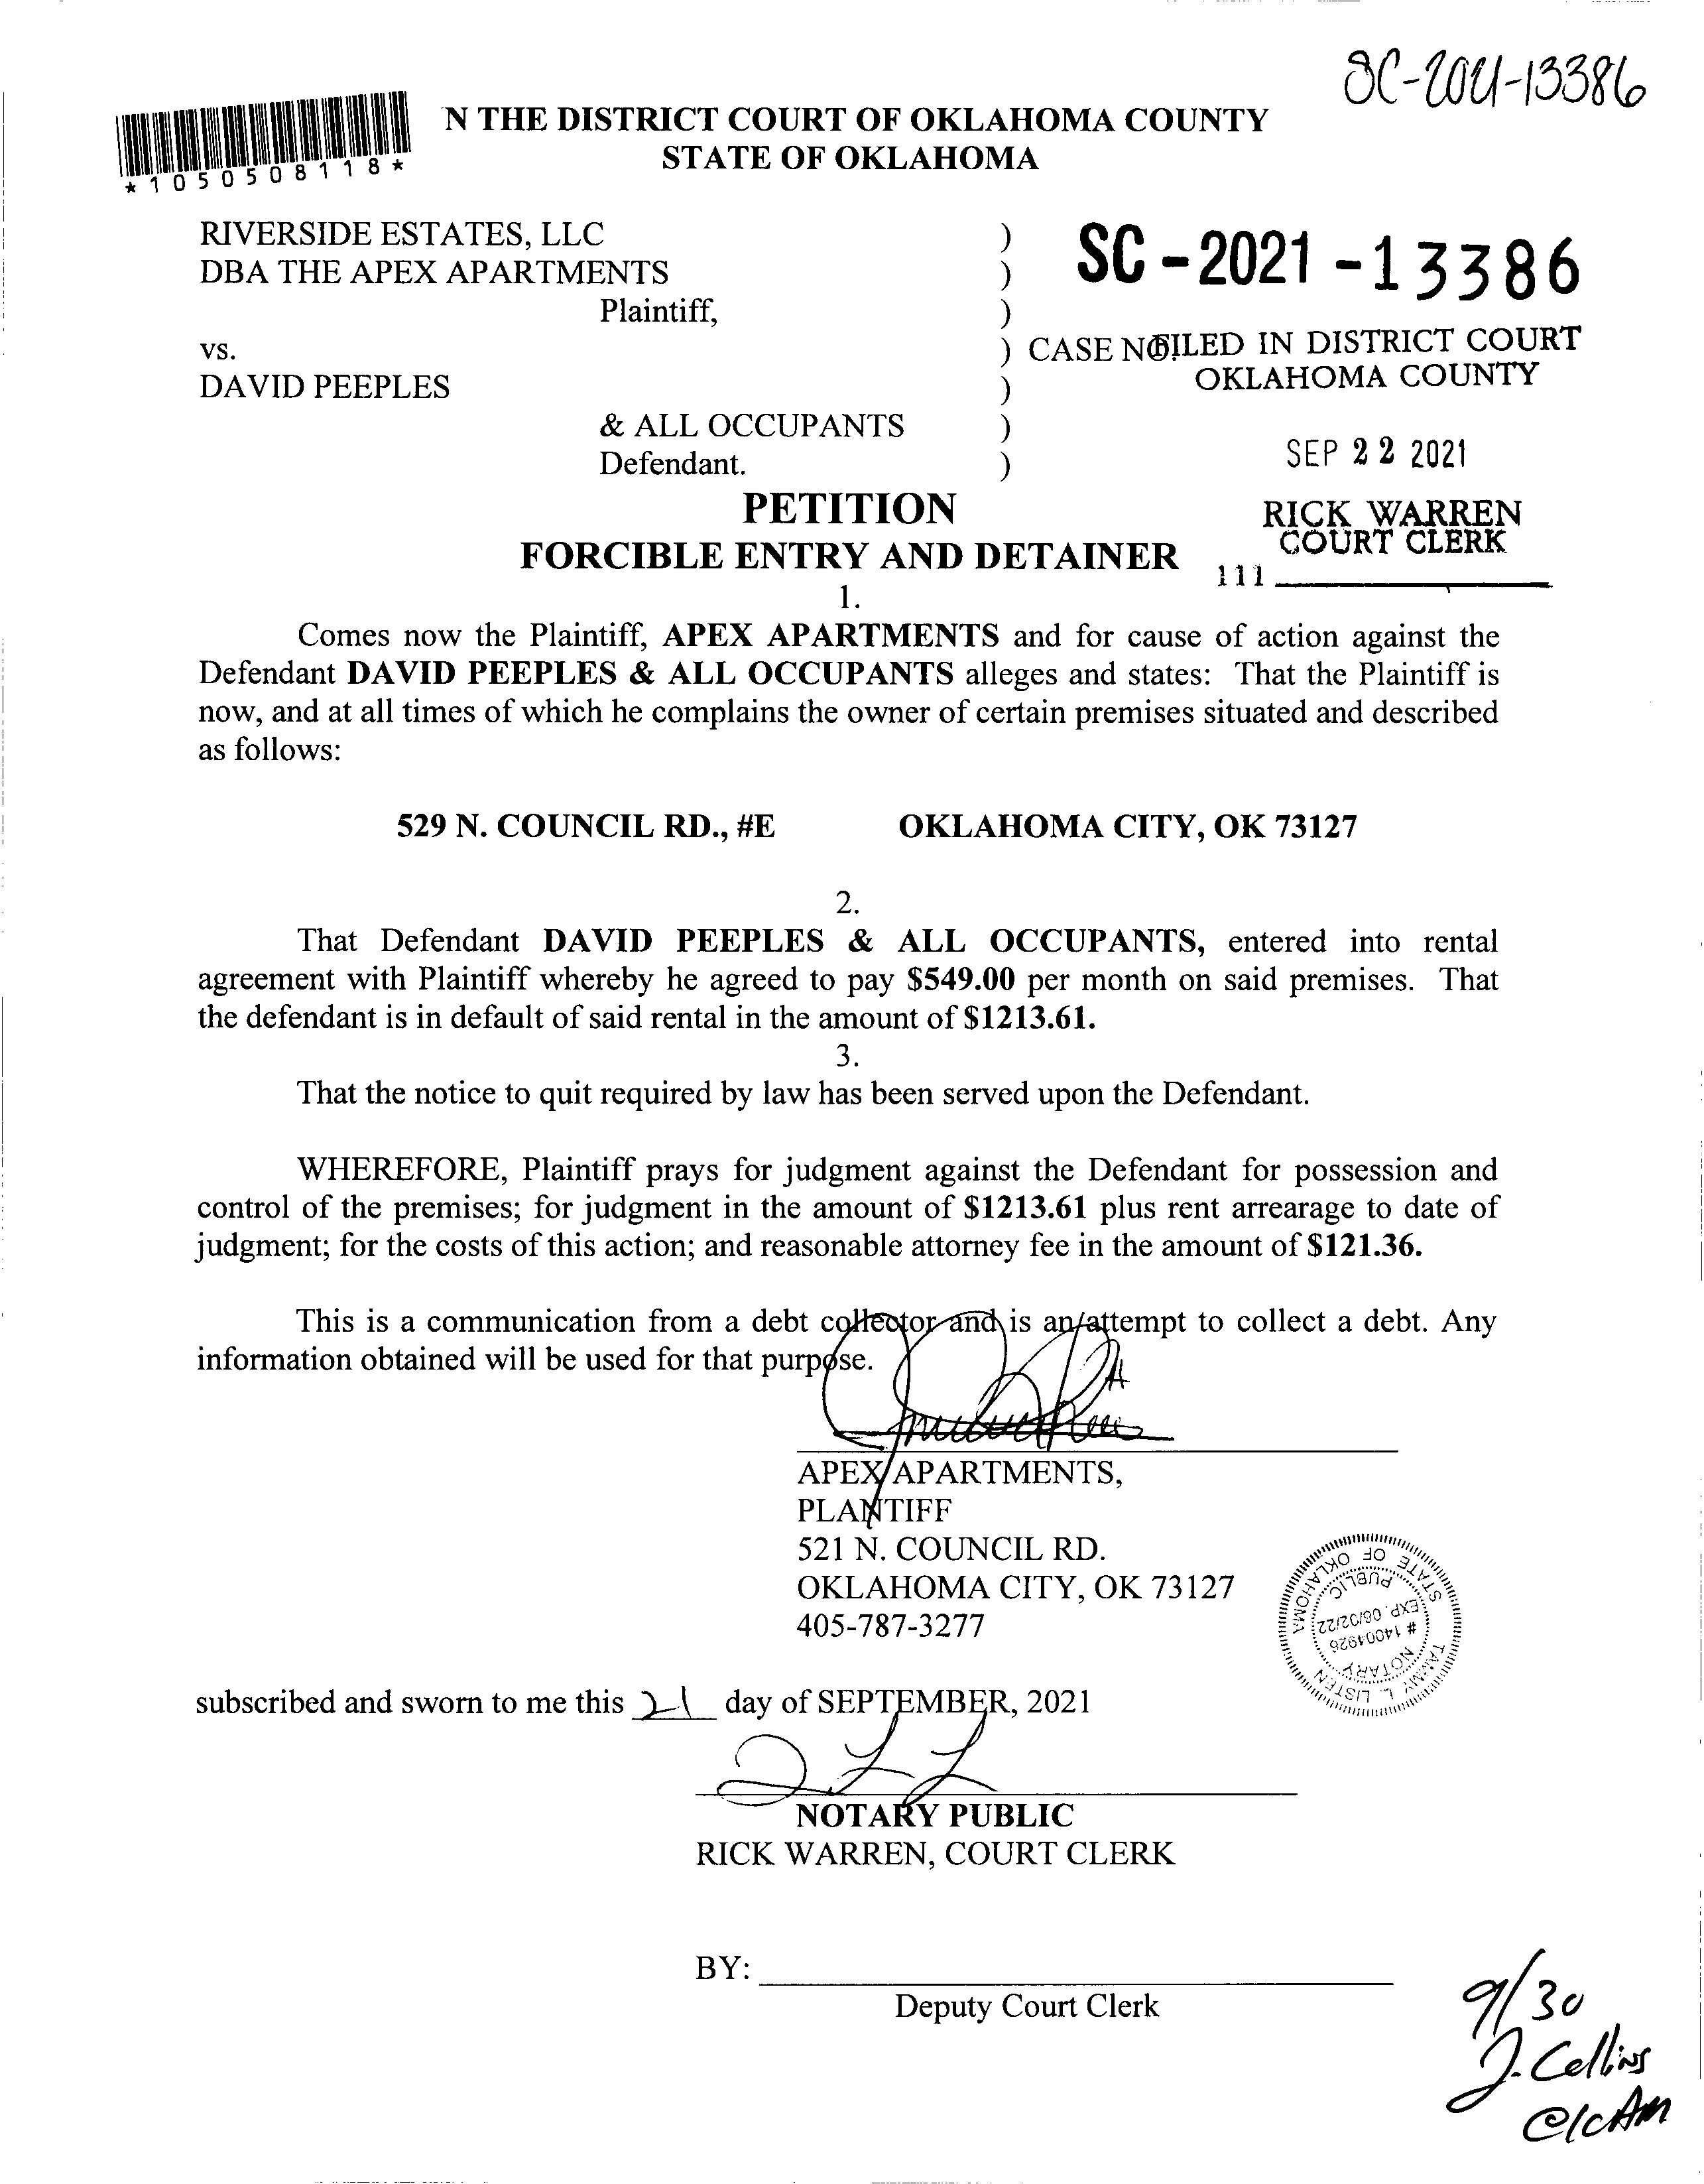 SC-2021-13386
*1050508118*
N THE DISTRICT COURT OF OKLAHOMA COUNTY
STATE OF OKLAHOMA
RIVERSIDE ESTATES, LLC )
DBA THE APEX APARTMENTS )
Plaintiff, )
SC-2021-13386
vs. ) CASE NO.
FILED IN DISTRICT COURT
OKLAHOMA COUNTY
DAVID PEEPLES )
& ALL OCCUPANTS )
Defendant. )
SEP 22 2021
RICK WARREN
COURT CLERK
111
PETITION
FORCIBLE ENTRY AND DETAINER
1.
Comes now the Plaintiff, APEX APARTMENTS and for cause of action against the
Defendant DAVID PEEPLES & ALL OCCUPANTS alleges and states: That the Plaintiff is
now, and at all times of which he complains the owner of certain premises situated and described
as follows:
529 N. COUNCIL RD., #E OKLAHOMA CITY, OK 73127
2.
That Defendant DAVID PEEPLES & ALL OCCUPANTS, entered into rental
agreement with Plaintiff whereby he agreed to pay $549.00 per month on said premises. That
the defendant is in default of said rental in the amount of $1213.61.
3.
That the notice to quit required by law has been served upon the Defendant.
WHEREFORE, Plaintiff prays for judgment against the Defendant for possession and
control of the premises; for judgment in the amount of $1213.61 plus rent arrearage to date of
judgment; for the costs of this action; and reasonable attorney fee in the amount of $121.36.
This is a communication from a debt collector and is an attempt to collect a debt. Any
information obtained will be used for that purpose.
APEX APARTMENTS,
PLANTIFF
521 N. COUNCIL RD.
OKLAHOMA CITY, OK 73127
405-787-3277
TAMMY L. LISTEN
NOTARY
# 14004926
EXP. 06/02/22
PUBLIC
STATE OF OKLAHOMA
subscribed and sworn to me this 21 day of SEPTEMBER, 2021
NOTARY PUBLIC
RICK WARREN, COURT CLERK
BY:
Deputy Court Clerk
9/30
J. Collins